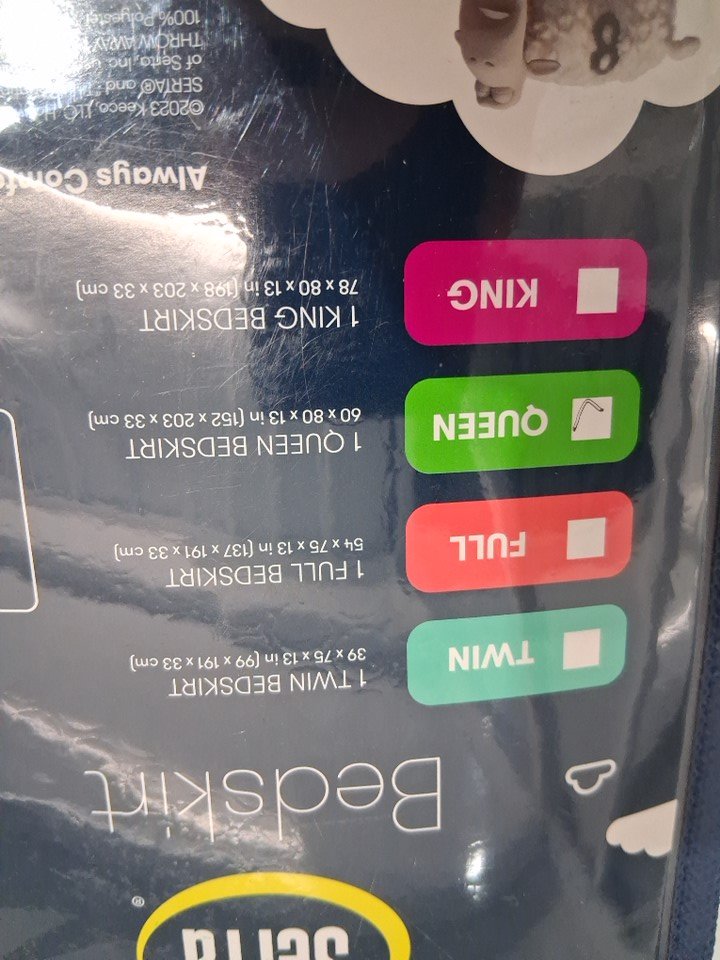 Serta
®
Bedskirt
TWIN
1 TWIN BEDSKIRT
39 x 75 x 13 in (99 x 191 x 33 cm)
FULL
1 FULL BEDSKIRT
54 x 75 x 13 in (137 x 191 x 33 cm)
QUEEN
1 QUEEN BEDSKIRT
60 x 80 x 13 in (152 x 203 x 33 cm)
KING
1 KING BEDSKIRT
78 x 80 x 13 in (198 x 203 x 33 cm)
Always
©2023 Keeco, LLC
SERTA® and
of Serta, Inc.
THROW AWAY
100%
8